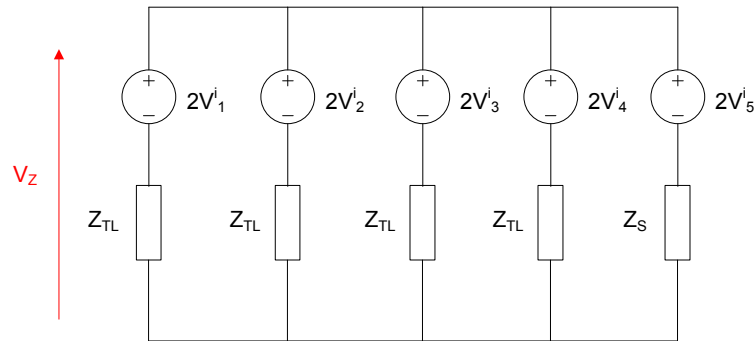 + + + + +
2V^i_1 2V^i_2 2V^i_3 2V^i_4 2V^i_5
− − − − −
V_Z
Z_TL Z_TL Z_TL Z_TL Z_S